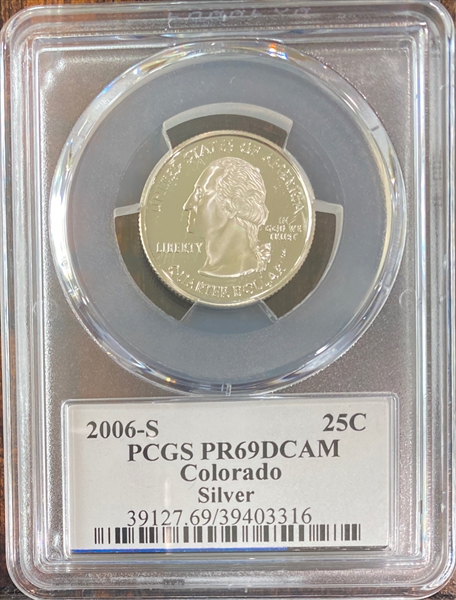 UNITED STATES OF AMERICA
LIBERTY
IN
GOD WE
TRUST
QUARTER DOLLAR
2006-S 25C
PCGS PR69DCAM
Colorado
Silver
39127.69/39403316